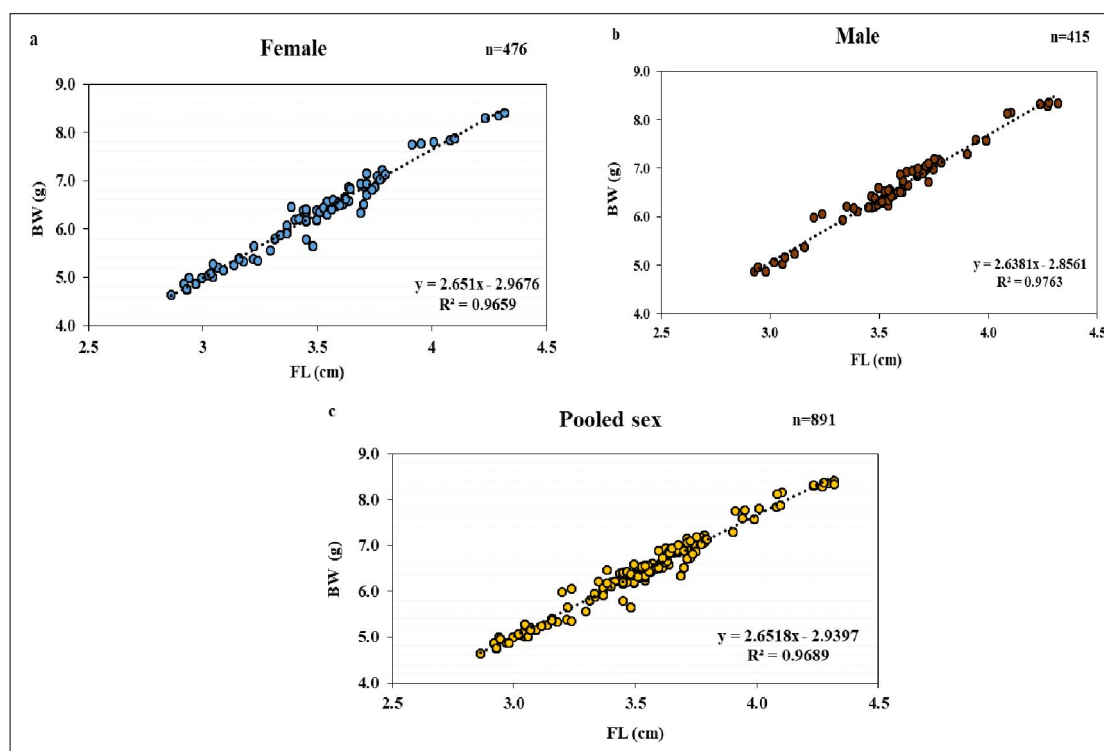 a
Female
n=476
9.0
8.0
7.0
6.0
5.0
4.0
BW (g)
y = 2.651x - 2.9676
R² = 0.9659
2.5
3
3.5
4
4.5
FL (cm)
b
Male
n=415
9.0
8.0
7.0
6.0
5.0
4.0
BW (g)
y = 2.6381x - 2.8561
R² = 0.9763
2.5
3.0
3.5
4.0
4.5
FL (cm)
c
Pooled sex
n=891
9.0
8.0
7.0
6.0
5.0
4.0
BW (g)
y = 2.6518x - 2.9397
R² = 0.9689
2.5
3.0
3.5
4.0
4.5
FL (cm)